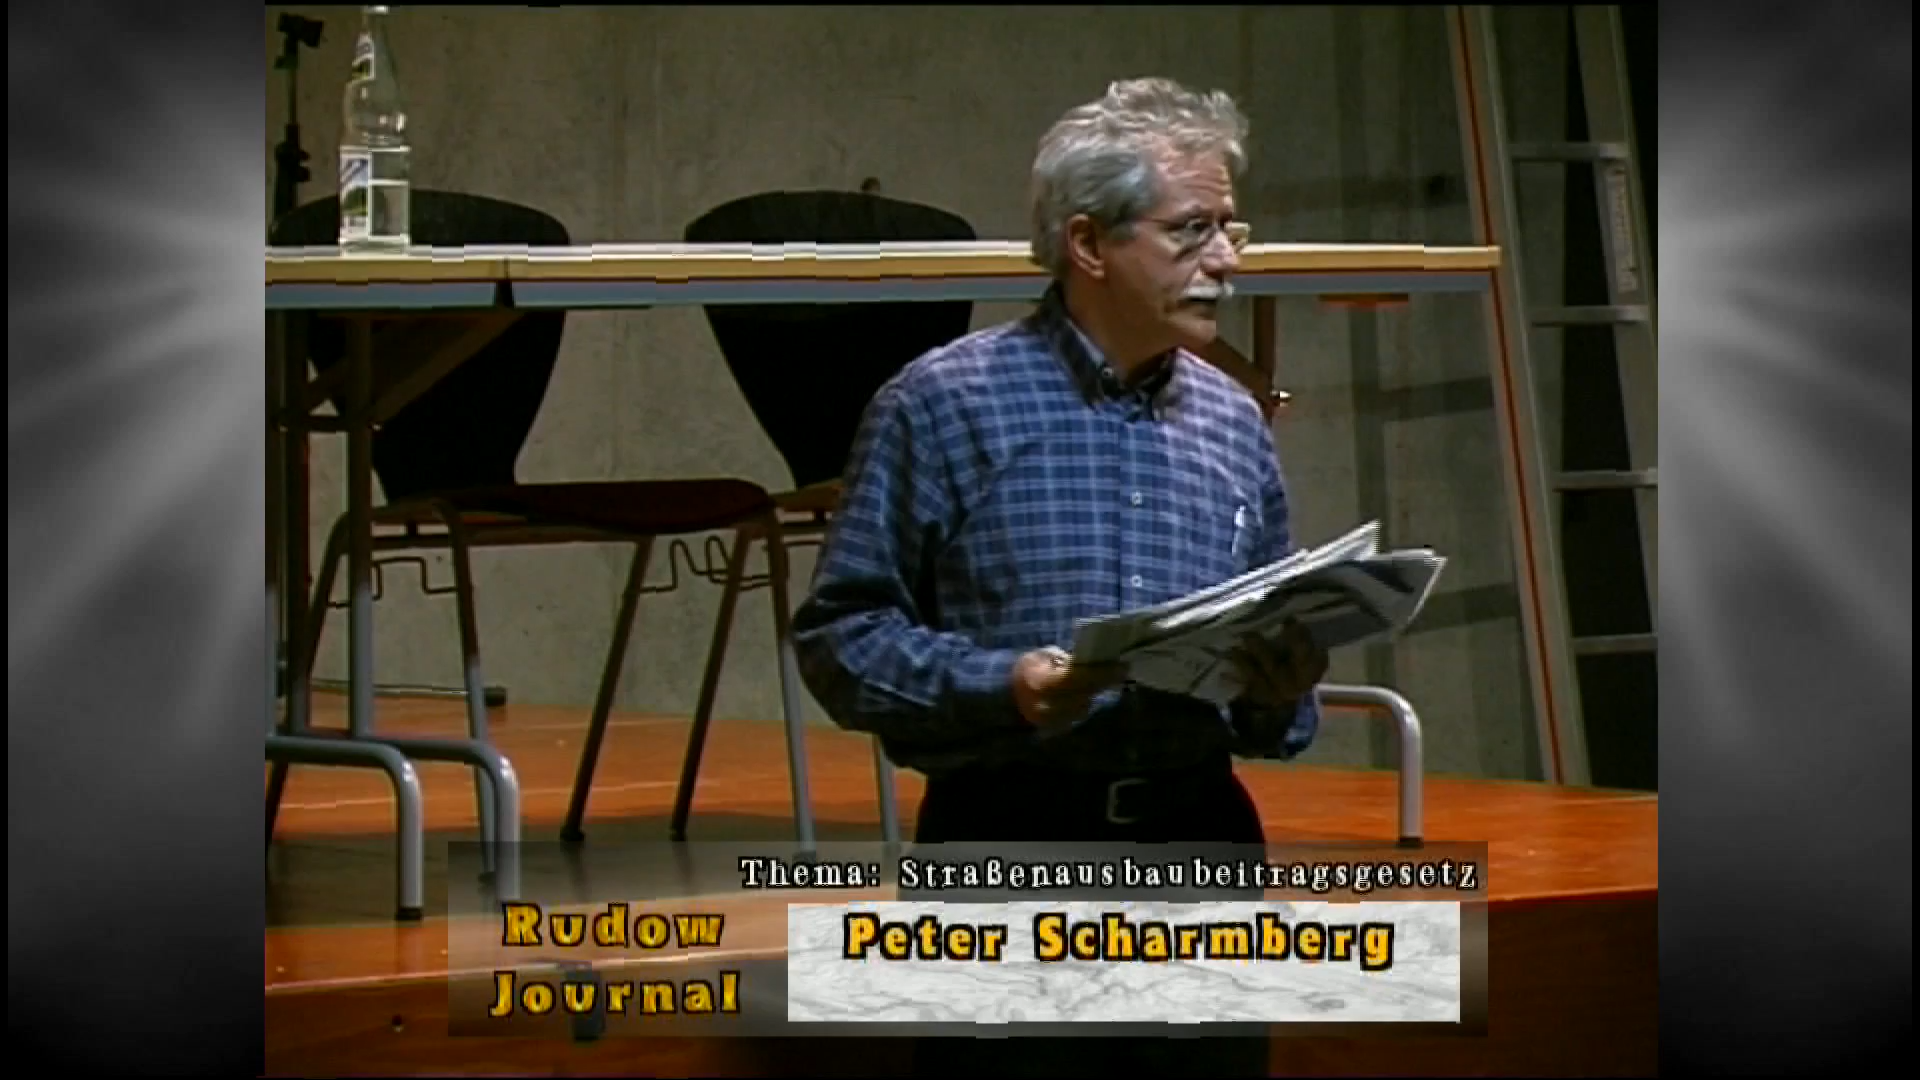 Thema: Straßenausbaubeitragsgesetz
Rudow
Journal
Peter Scharmberg